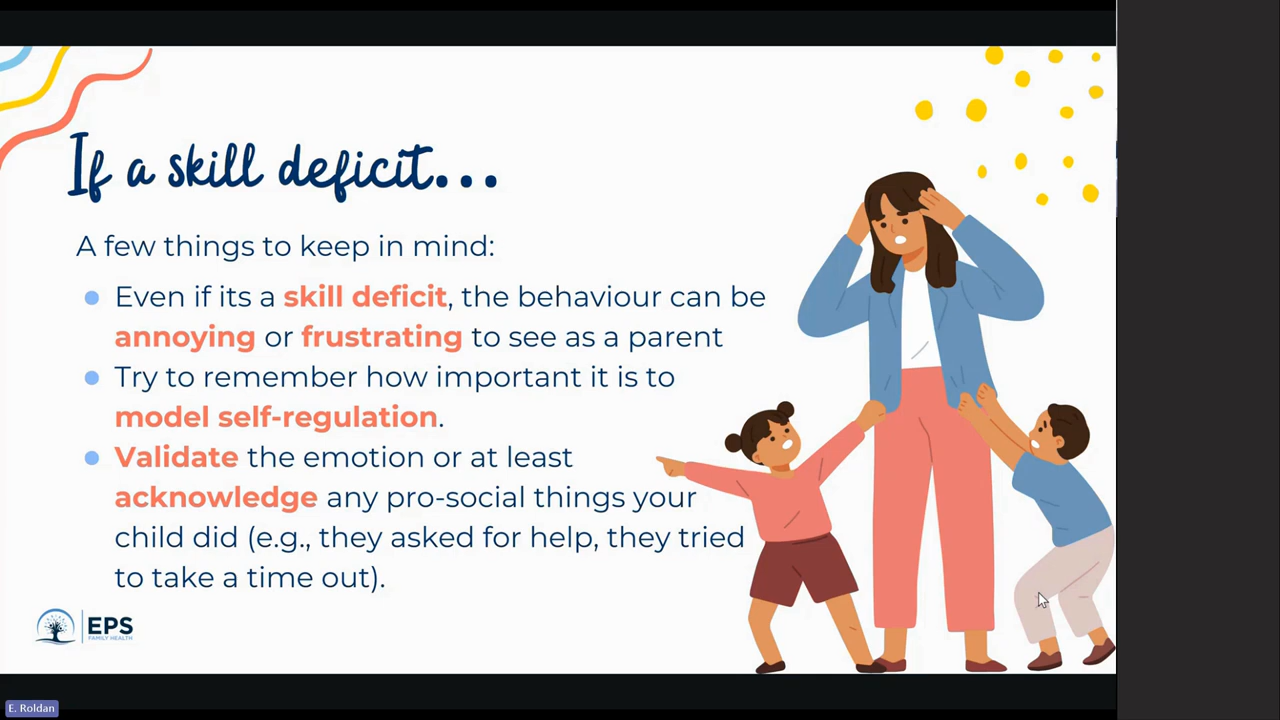 If a skill deficit...
A few things to keep in mind:
Even if its a skill deficit, the behaviour can be
annoying or frustrating to see as a parent
Try to remember how important it is to
model self-regulation.
Validate the emotion or at least
acknowledge any pro-social things your
child did (e.g., they asked for help, they tried
to take a time out).
EPS
FAMILY HEALTH
E. Roldan